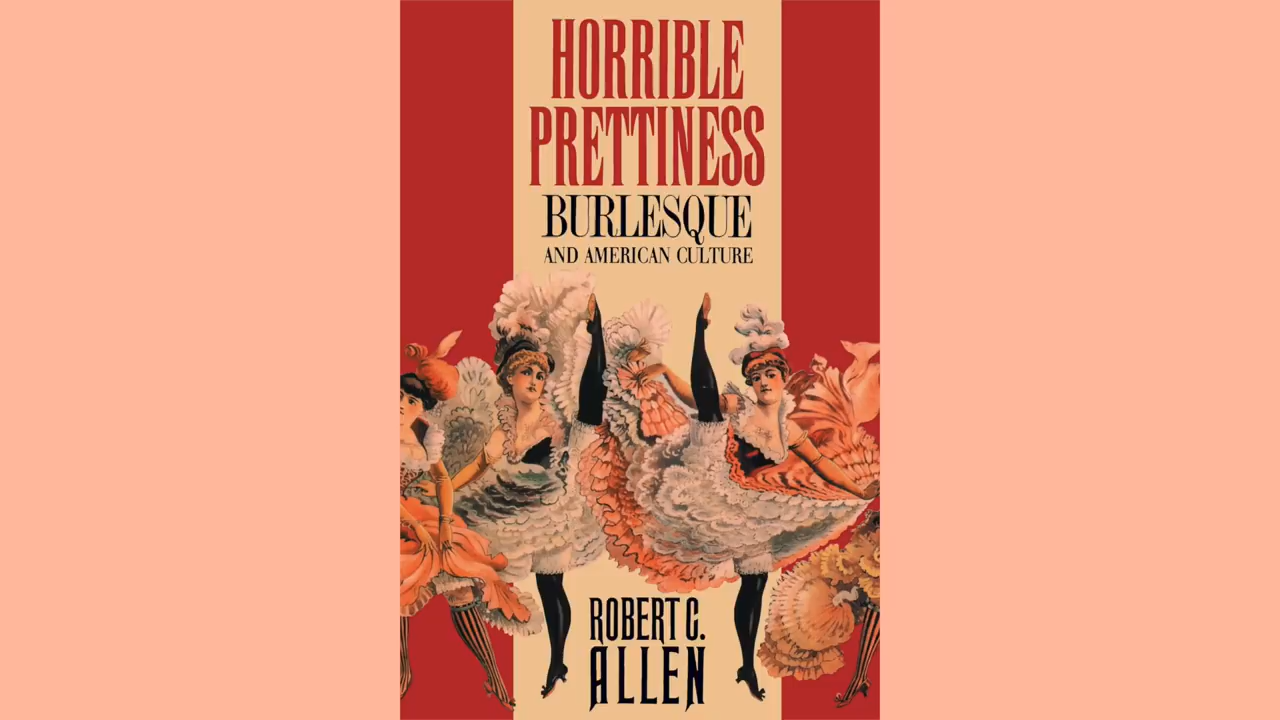 HORRIBLE
PRETTINESS
BURLESQUE
AND AMERICAN CULTURE
ROBERT C.
ALLEN